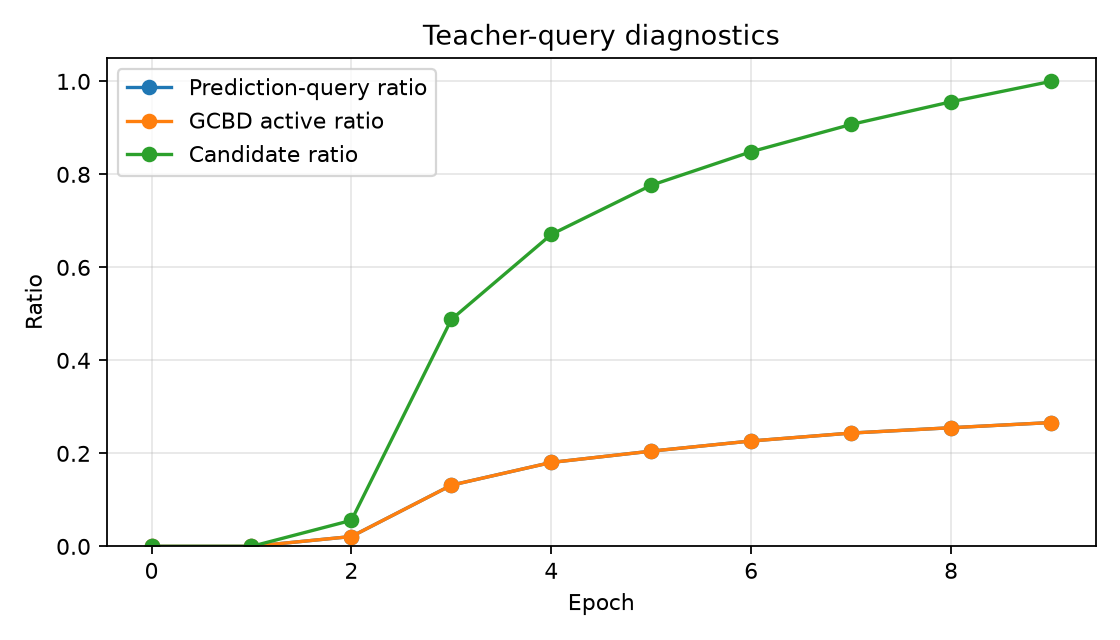 Teacher-query diagnostics
Prediction-query ratio
GCBD active ratio
Candidate ratio
1.0
0.8
0.6
0.4
0.2
0.0
Ratio
0 2 4 6 8
Epoch